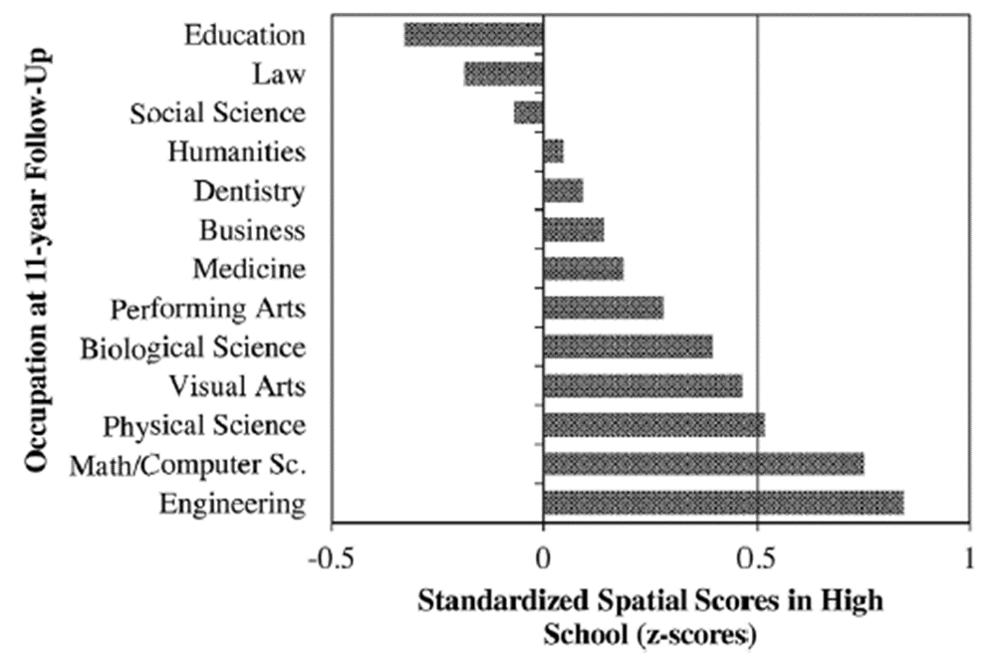 Occupation at 11-year Follow-Up
Education
Law
Social Science
Humanities
Dentistry
Business
Medicine
Performing Arts
Biological Science
Visual Arts
Physical Science
Math/Computer Sc.
Engineering
-0.5 0 0.5 1
Standardized Spatial Scores in High
School (z-scores)